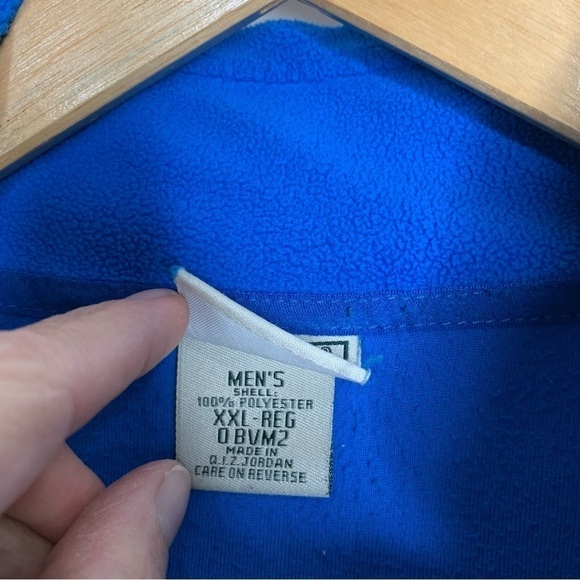 ®
MEN'S
SHELL:
100% POLYESTER
XXL-REG
0 BVM2
MADE IN
Q.I.Z. JORDAN
CARE ON REVERSE